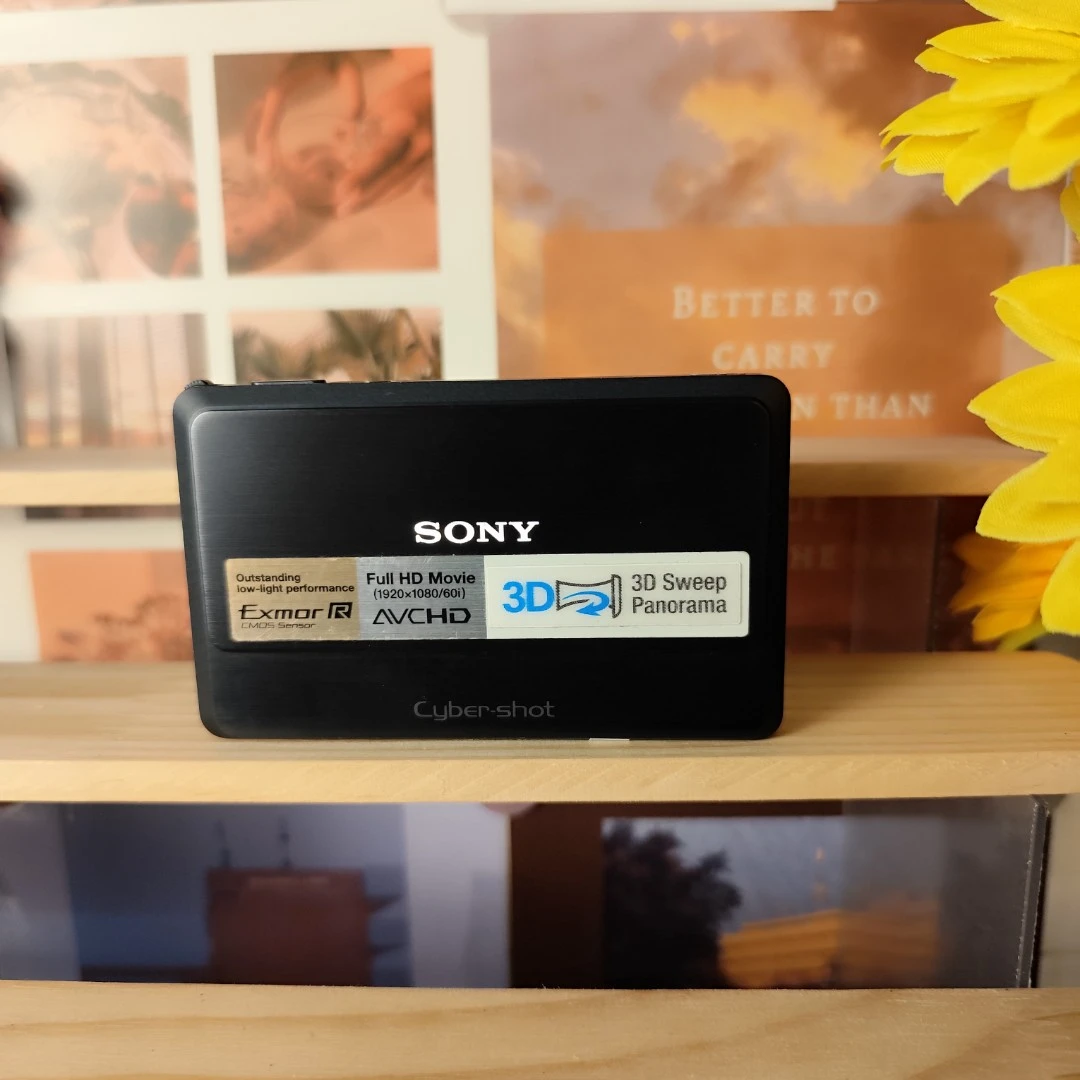 BETTER TO
CARRY
N THAN
SONY
Outstanding
low-light performance
Exmor R
CMOS Sensor
Full HD Movie
(1920×1080/60i)
AVCHD
3D
3D Sweep
Panorama
Cyber-shot